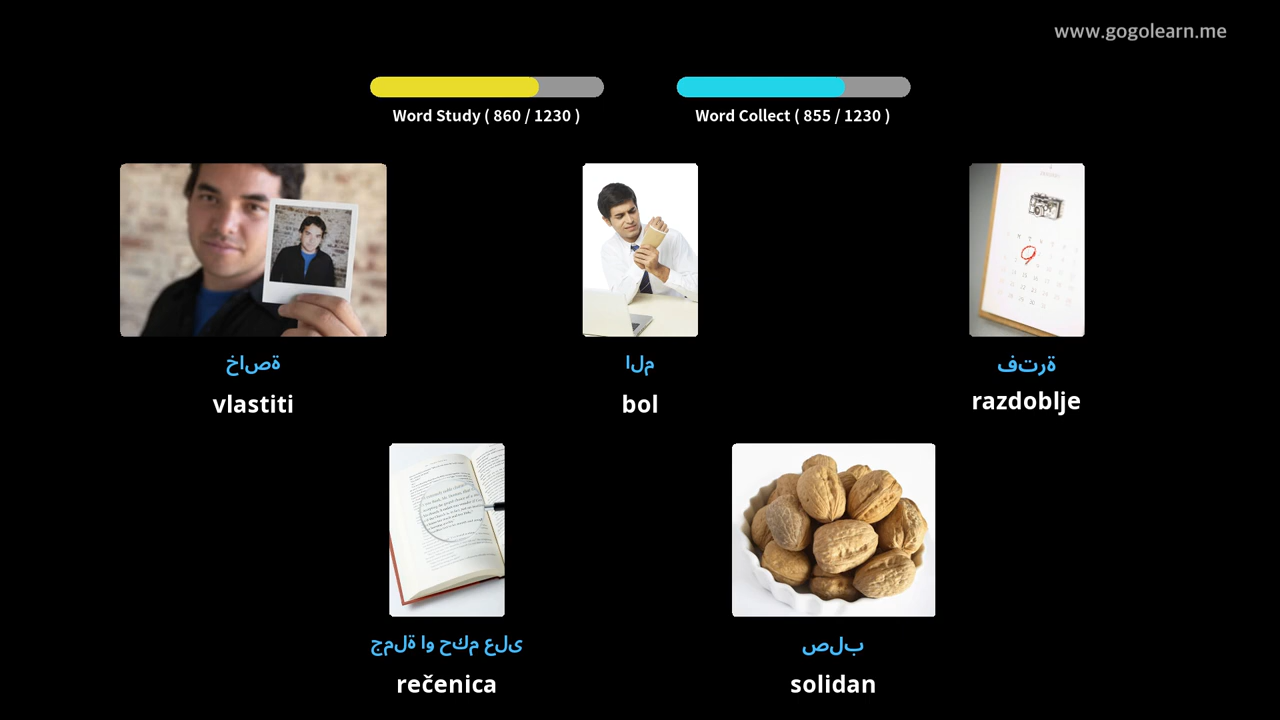 www.gogolearn.me
Word Study ( 860 / 1230 )
Word Collect ( 855 / 1230 )
خاصة
vlastiti
الم
bol
فترة
razdoblje
جملة او حكم على
rečenica
صلب
solidan